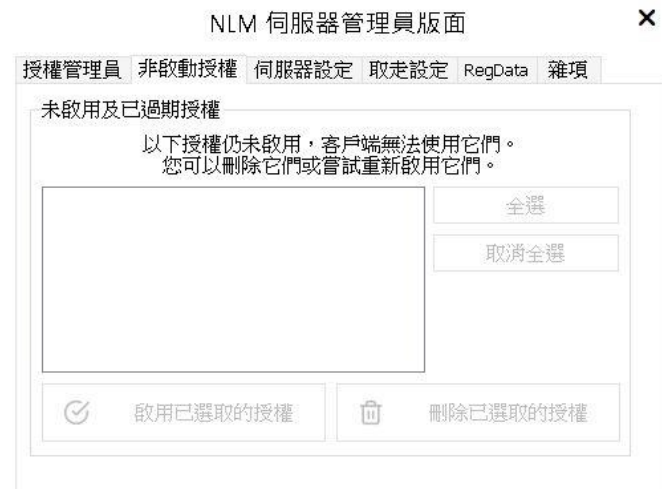 NLM 伺服器管理員版面
授權管理員 非啟動授權 伺服器設定 取走設定 RegData 雜項
未啟用及已過期授權
以下授權仍未啟用，客戶端無法使用它們。
您可以刪除它們或嘗試重新啟用它們。
全選
取消全選
啟用已選取的授權 刪除已選取的授權